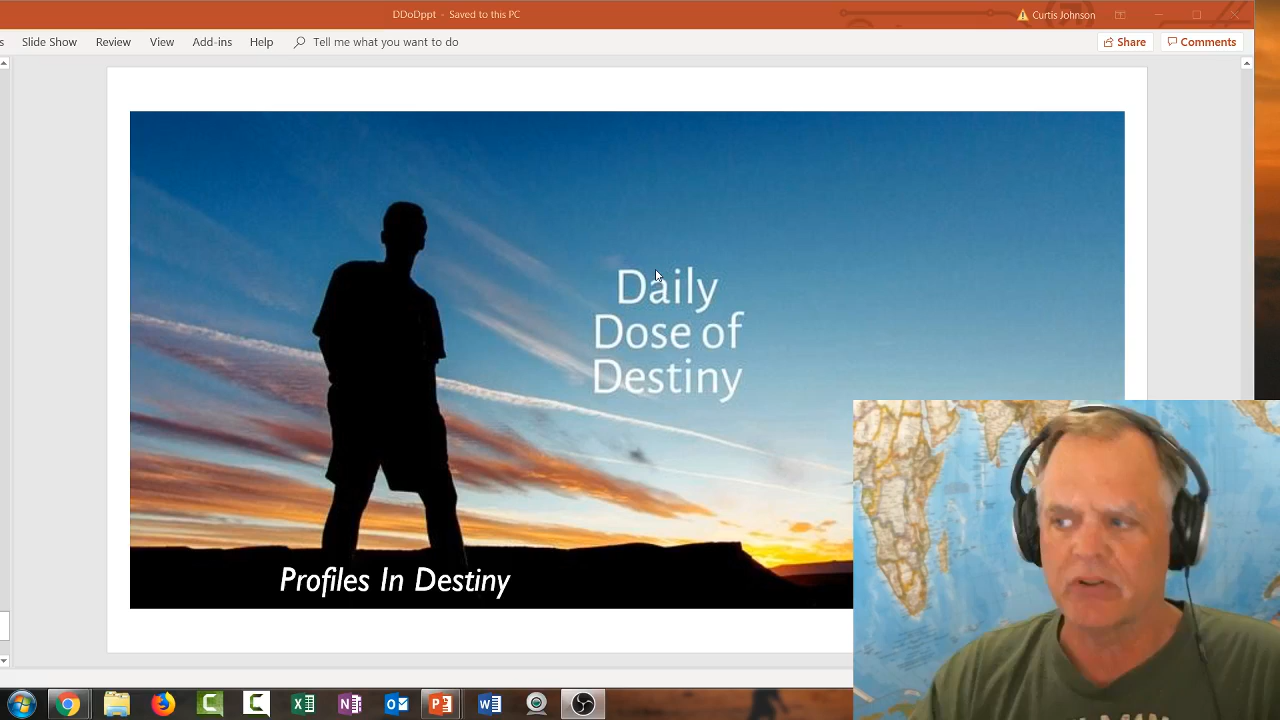 DDoDppt - Saved to this PC
Curtis Johnson
s Slide Show Review View Add-ins Help Tell me what you want to do
Share Comments
Daily
Dose of
Destiny
Profiles In Destiny